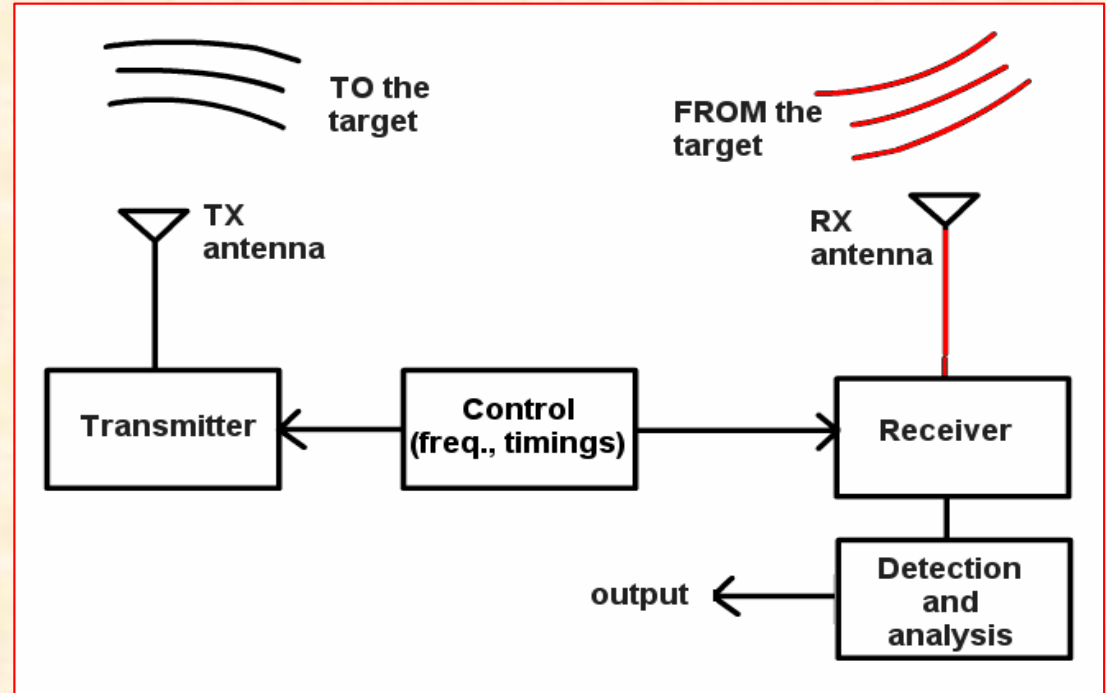 TO the
target
FROM the
target
TX
antenna
RX
antenna
Transmitter
Control
(freq., timings)
Receiver
output
Detection
and
analysis